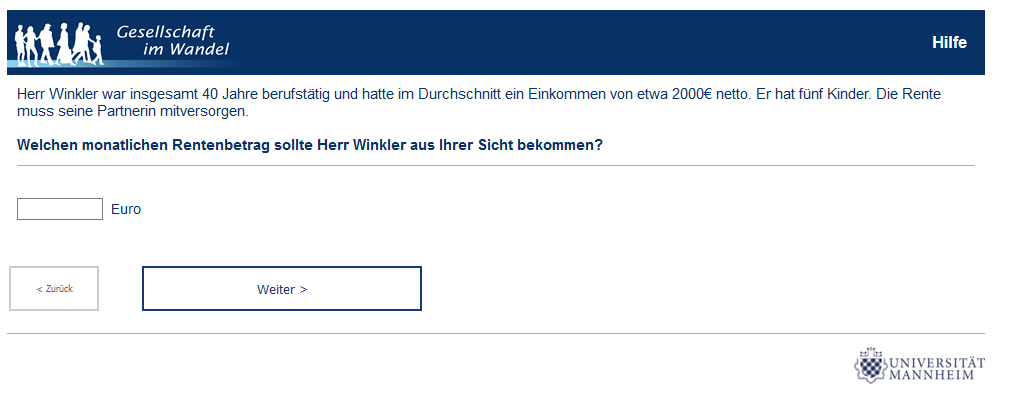 Gesellschaft
im Wandel
Hilfe
Herr Winkler war insgesamt 40 Jahre berufstätig und hatte im Durchschnitt ein Einkommen von etwa 2000€ netto. Er hat fünf Kinder. Die Rente
muss seine Partnerin mitversorgen.
Welchen monatlichen Rentenbetrag sollte Herr Winkler aus Ihrer Sicht bekommen?
Euro
< Zurück
Weiter >
UNIVERSITÄT
MANNHEIM